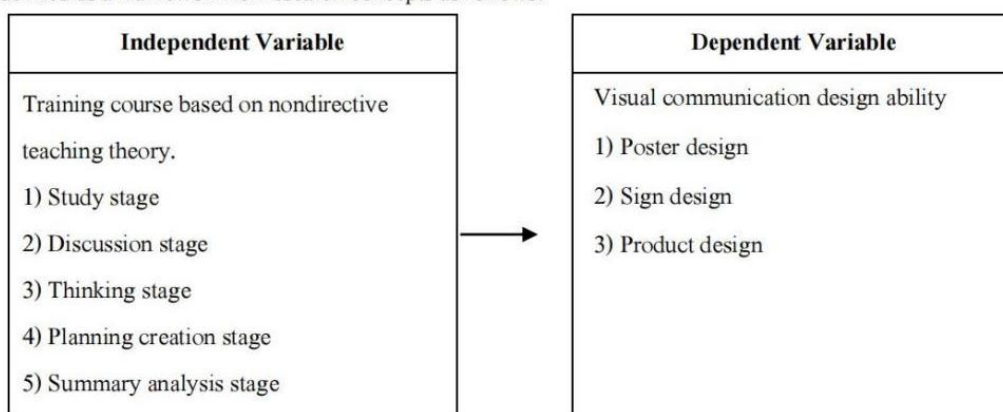 Independent Variable
Training course based on nondirective
teaching theory.
1) Study stage
2) Discussion stage
3) Thinking stage
4) Planning creation stage
5) Summary analysis stage
Dependent Variable
Visual communication design ability
1) Poster design
2) Sign design
3) Product design